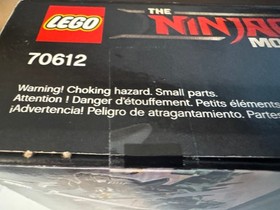 LEGO
THE
NINJA
MO
70612
Warning! Choking hazard. Small parts.
Attention ! Danger d'étouffement. Petits éléments
¡Advertencia! Peligro de atragantamiento. Partes